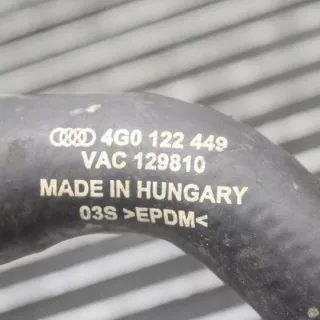 4G0 122 449
VAC 129810
MADE IN HUNGARY
03S >EPDM<